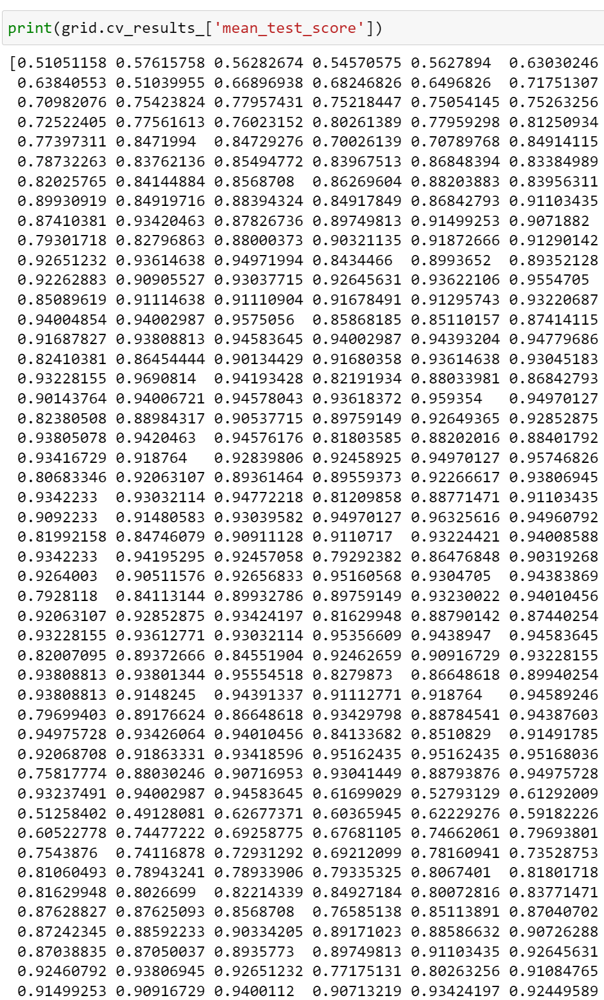 print(grid.cv_results_['mean_test_score'])
[0.51051158 0.57615758 0.56282674 0.54570575 0.5627894  0.63030246
 0.63840553 0.51039955 0.66896938 0.68246826 0.6496826  0.71751307
 0.70982076 0.75423824 0.77957431 0.75218447 0.75054145 0.75263256
 0.72522405 0.77561613 0.76023152 0.80261389 0.77959298 0.81250934
 0.77397311 0.8471994  0.84729276 0.70026139 0.70789768 0.84914115
 0.78732263 0.83762136 0.85494772 0.83967513 0.86848394 0.83384989
 0.82025765 0.84144884 0.8568708  0.86269604 0.88203883 0.83956311
 0.89930919 0.84919716 0.88394324 0.84917849 0.86842793 0.91103435
 0.87410381 0.93420463 0.87826736 0.89749813 0.91499253 0.9071882
 0.79301718 0.82796863 0.88000373 0.90321135 0.91872666 0.91290142
 0.92651232 0.93614638 0.94971994 0.8434466  0.8993652  0.89352128
 0.92262883 0.90905527 0.93037715 0.92645631 0.93622106 0.9554705
 0.85089619 0.91114638 0.91110904 0.91678491 0.91295743 0.93220687
 0.94004854 0.94002987 0.9575056  0.85868185 0.85110157 0.87414115
 0.91687827 0.93808813 0.94583645 0.94002987 0.94393204 0.94779686
 0.82410381 0.86454444 0.90134429 0.91680358 0.93614638 0.93045183
 0.93228155 0.9690814  0.94193428 0.82191934 0.88033981 0.86842793
 0.90143764 0.94006721 0.94578043 0.93618372 0.959354   0.94970127
 0.82380508 0.88984317 0.90537715 0.89759149 0.92649365 0.92852875
 0.93805078 0.9420463  0.94576176 0.81803585 0.88202016 0.88401792
 0.93416729 0.918764   0.92839806 0.92458925 0.94970127 0.95746826
 0.80683346 0.92063107 0.89361464 0.89559373 0.92266617 0.93806945
 0.9342233  0.93032114 0.94772218 0.81209858 0.88771471 0.91103435
 0.9092233  0.91480583 0.93039582 0.94970127 0.96325616 0.94960792
 0.81992158 0.84746079 0.90911128 0.9110717  0.93224421 0.94008588
 0.9342233  0.94195295 0.92457058 0.79292382 0.86476848 0.90319268
 0.9264003  0.90511576 0.92656833 0.95160568 0.9304705  0.94383869
 0.7928118  0.84113144 0.89932786 0.89759149 0.93230022 0.94010456
 0.92063107 0.92852875 0.93424197 0.81629948 0.88790142 0.87440254
 0.93228155 0.93612771 0.93032114 0.95356609 0.9438947  0.94583645
 0.82007095 0.89372666 0.84551904 0.92462659 0.90916729 0.93228155
 0.93808813 0.93801344 0.95554518 0.8279873  0.86648618 0.89940254
 0.93808813 0.9148245  0.94391337 0.91112771 0.918764   0.94589246
 0.79699403 0.89176624 0.86648618 0.93429798 0.88784541 0.94387603
 0.94975728 0.93426064 0.94010456 0.84133682 0.8510829  0.91491785
 0.92068708 0.91863331 0.93418596 0.95162435 0.95162435 0.95168036
 0.75817774 0.88030246 0.90716953 0.93041449 0.88793876 0.94975728
 0.93237491 0.94002987 0.94583645 0.61699029 0.52793129 0.61292009
 0.51258402 0.49128081 0.62677371 0.60365945 0.62229276 0.59182226
 0.60522778 0.74477222 0.69258775 0.67681105 0.74662061 0.79693801
 0.7543876  0.74116878 0.72931292 0.69212099 0.78160941 0.73528753
 0.81060493 0.78943241 0.78933906 0.79335325 0.8067401  0.81801718
 0.81629948 0.8026699  0.82214339 0.84927184 0.80072816 0.83771471
 0.87628827 0.87625093 0.8568708  0.76585138 0.85113891 0.87040702
 0.87242345 0.88592233 0.90334205 0.89171023 0.88586632 0.90726288
 0.87038835 0.87050037 0.8935773  0.89749813 0.91103435 0.92645631
 0.92460792 0.93806945 0.92651232 0.77175131 0.80263256 0.91084765
 0.91499253 0.90916729 0.9400112  0.90713219 0.93424197 0.92449589